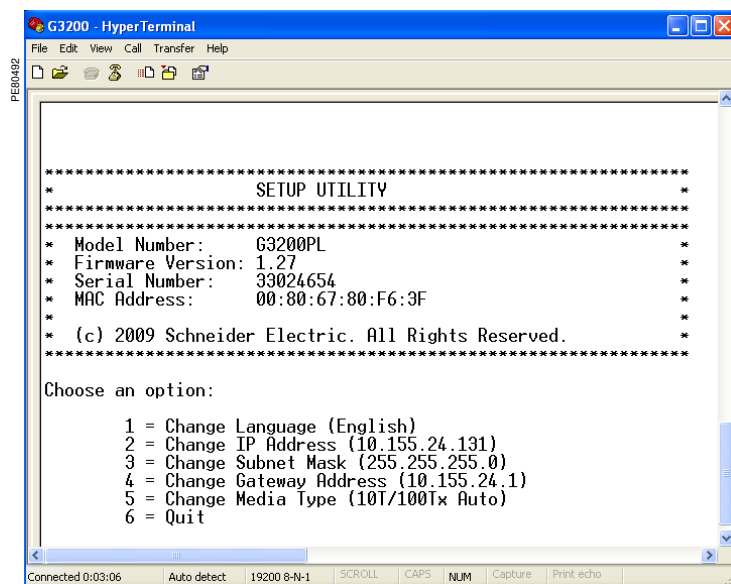 G3200 - HyperTerminal
File Edit View Call Transfer Help
PE80492
*****************************************************************
* SETUP UTILITY *
*****************************************************************
*****************************************************************
* Model Number: G3200PL *
* Firmware Version: 1.27 *
* Serial Number: 33024654 *
* MAC Address: 00:80:67:80:F6:3F *
* *
* (c) 2009 Schneider Electric. All Rights Reserved. *
*****************************************************************
Choose an option:
1 = Change Language (English)
2 = Change IP Address (10.155.24.131)
3 = Change Subnet Mask (255.255.255.0)
4 = Change Gateway Address (10.155.24.1)
5 = Change Media Type (10T/100Tx Auto)
6 = Quit
Connected 0:03:06 Auto detect 19200 8-N-1 SCROLL CAPS NUM Capture Print echo